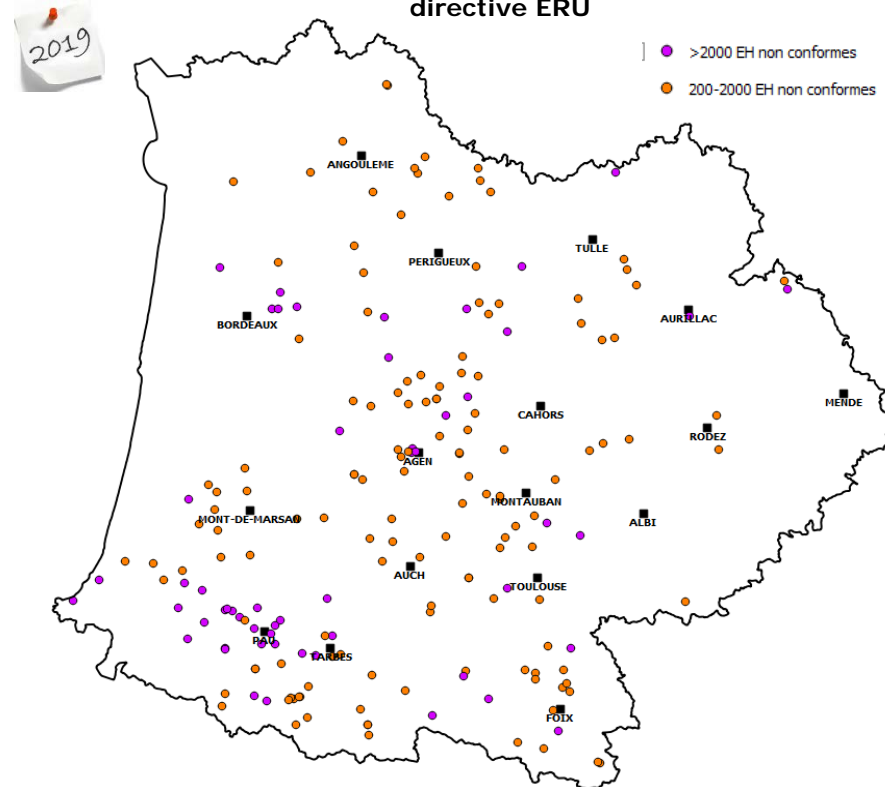 directive ERU
2019
>2000 EH non conformes
200-2000 EH non conformes
ANGOULEME
PERIGUEUX
TULLE
BORDEAUX
AURILLAC
MENDE
CAHORS
RODEZ
AGEN
MONTAUBAN
MONT-DE-MARSAN
ALBI
AUCH
TOULOUSE
PAU
TARBES
FOIX